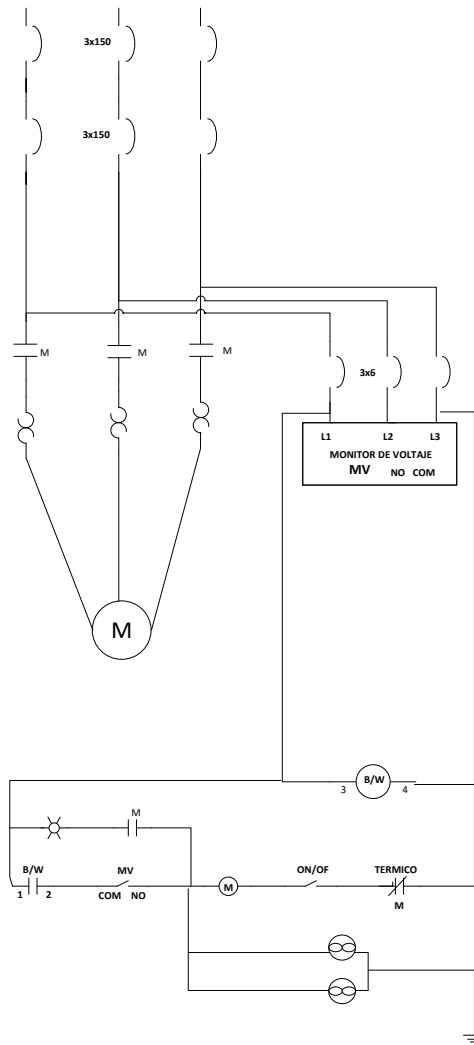 3x150
3x150
M M M
3x6
L1 L2 L3
MONITOR DE VOLTAJE
MV NO COM
M
B/W
3 4
M
B/W MV ON/OF TERMICO
M
1 2 COM NO
M